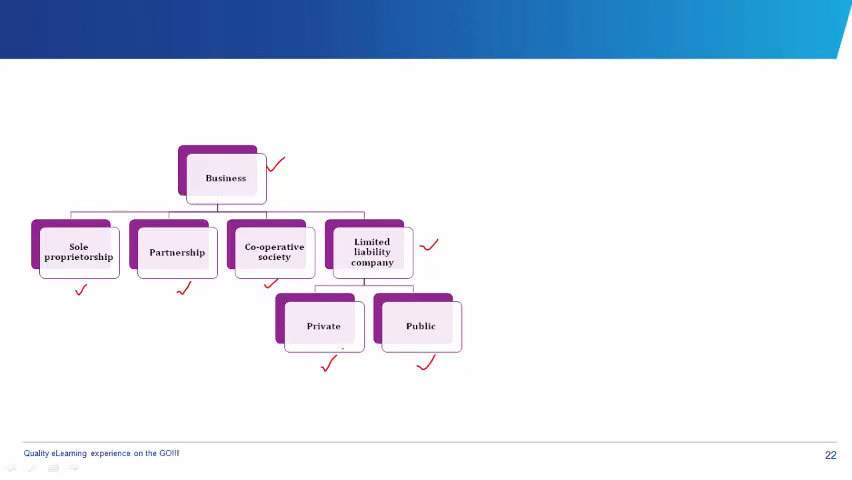 Business
Sole
proprietorship
Partnership
Co-operative
society
Limited
liability
company
Private
Public
Quality eLearning experience on the GO!!!
22